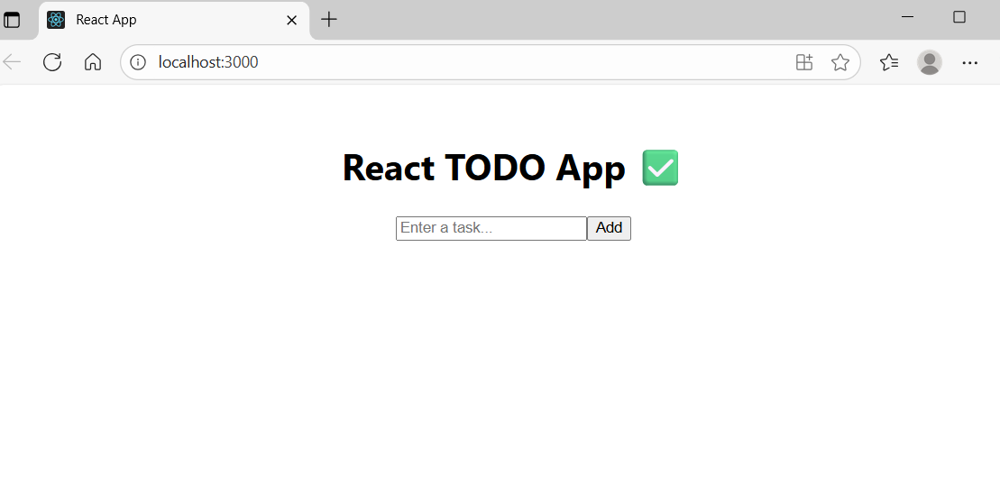 React App
localhost:3000
React TODO App ✅
Enter a task...
Add